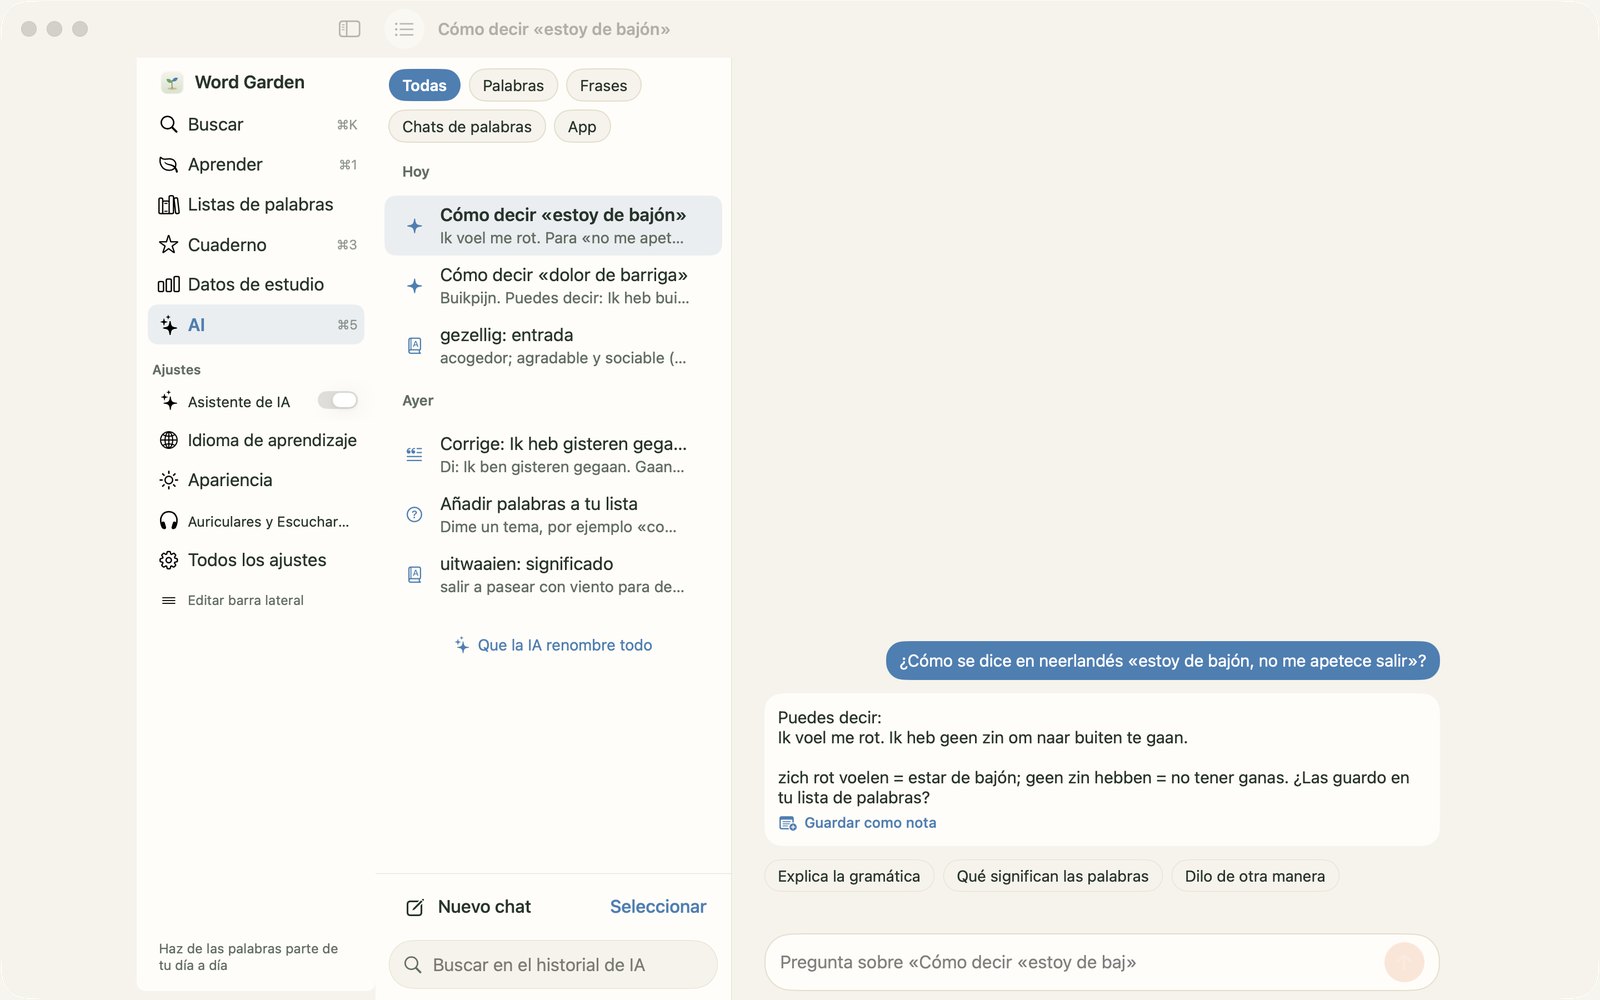 Cómo decir «estoy de bajón»
Word Garden
Buscar ⌘K
Aprender ⌘1
Listas de palabras
Cuaderno ⌘3
Datos de estudio
AI ⌘5
Ajustes
Asistente de IA
Idioma de aprendizaje
Apariencia
Auriculares y Escuchar...
Todos los ajustes
Editar barra lateral
Haz de las palabras parte de
tu día a día
Todas Palabras Frases
Chats de palabras App
Hoy
Cómo decir «estoy de bajón»
Ik voel me rot. Para «no me apet...
Cómo decir «dolor de barriga»
Buikpijn. Puedes decir: Ik heb bui...
gezellig: entrada
acogedor; agradable y sociable (...
Ayer
Corrige: Ik heb gisteren gega...
Di: Ik ben gisteren gegaan. Gaan...
Añadir palabras a tu lista
Dime un tema, por ejemplo «co...
uitwaaien: significado
salir a pasear con viento para de...
Que la IA renombre todo
Nuevo chat Seleccionar
Buscar en el historial de IA
¿Cómo se dice en neerlandés «estoy de bajón, no me apetece salir»?
Puedes decir:
Ik voel me rot. Ik heb geen zin om naar buiten te gaan.
zich rot voelen = estar de bajón; geen zin hebben = no tener ganas. ¿Las guardo en
tu lista de palabras?
Guardar como nota
Explica la gramática Qué significan las palabras Dilo de otra manera
Pregunta sobre «Cómo decir «estoy de baj»